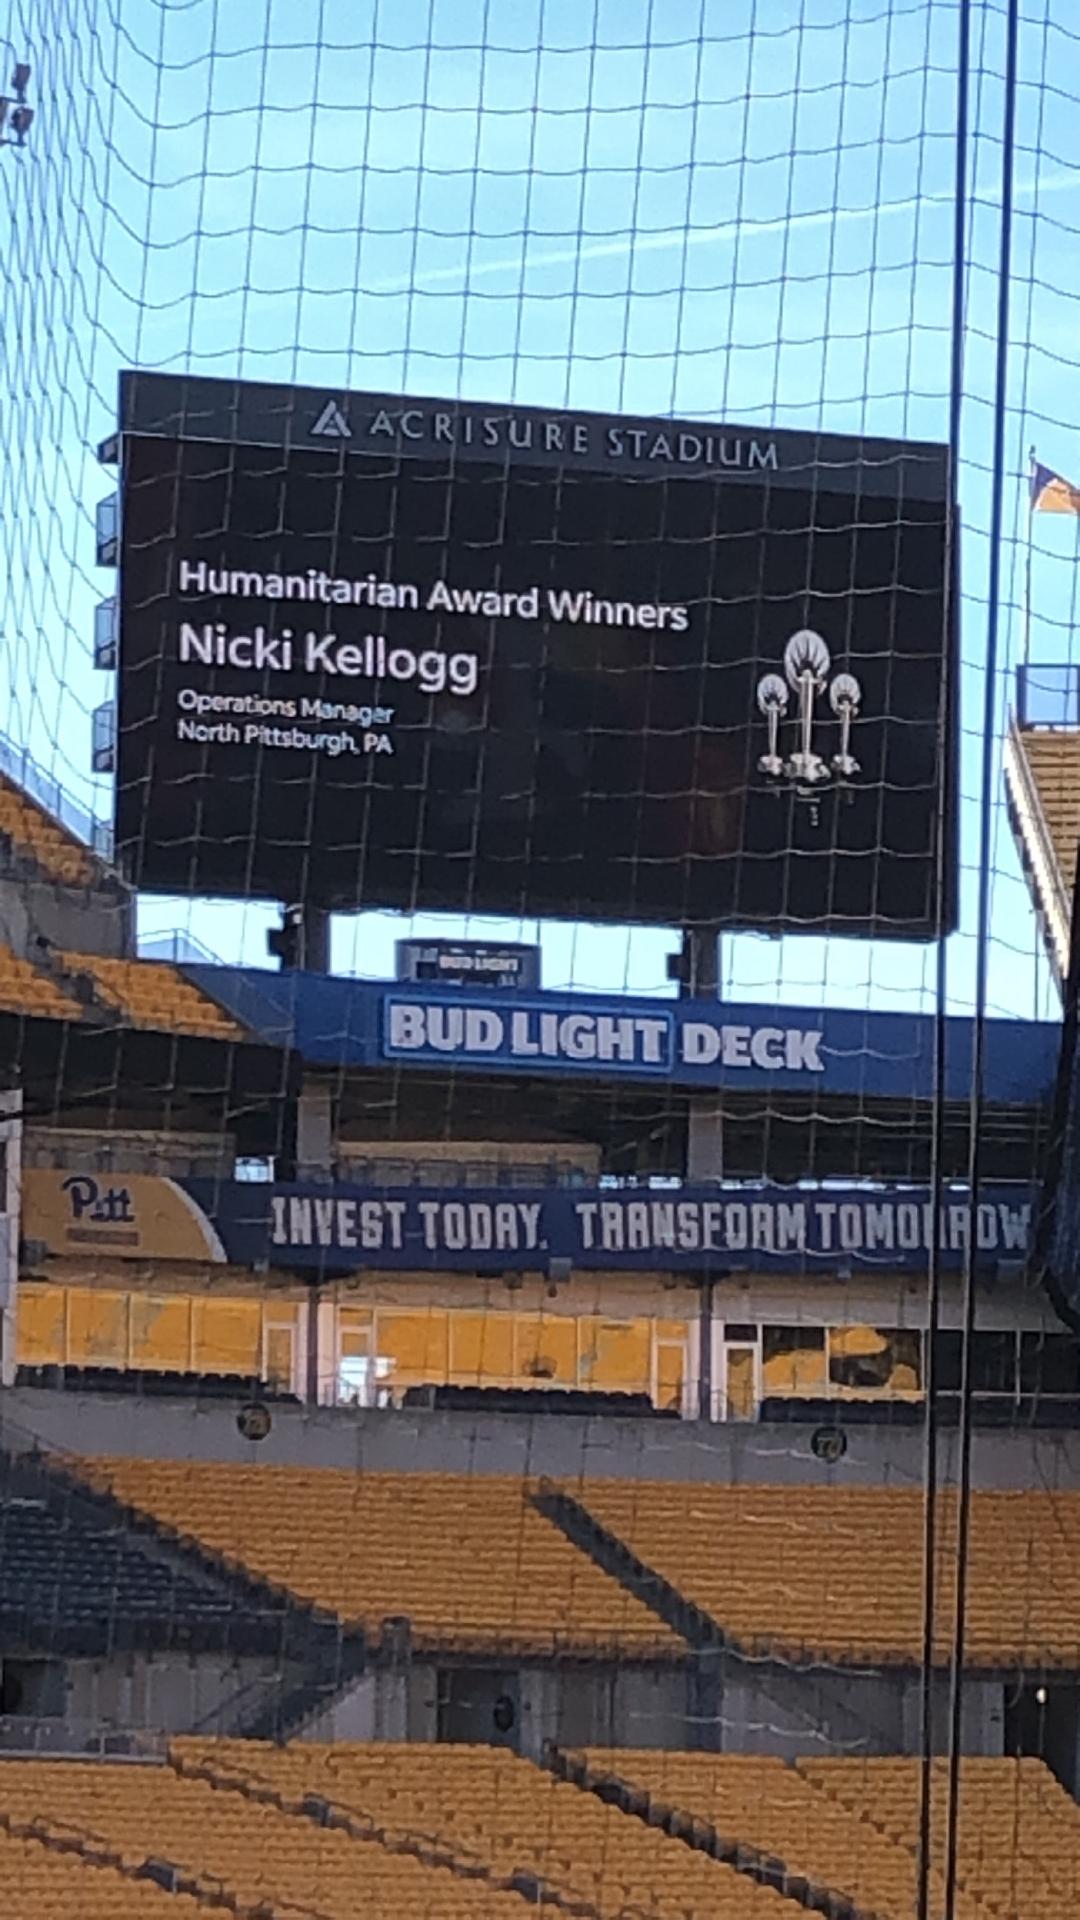 ACRISURE STADIUM
Humanitarian Award Winners
Nicki Kellogg
Operations Manager
North Pittsburgh, PA
BUD LIGHT
BUD LIGHT DECK
Pitt
INVEST TODAY. TRANSFORM TOMORROW